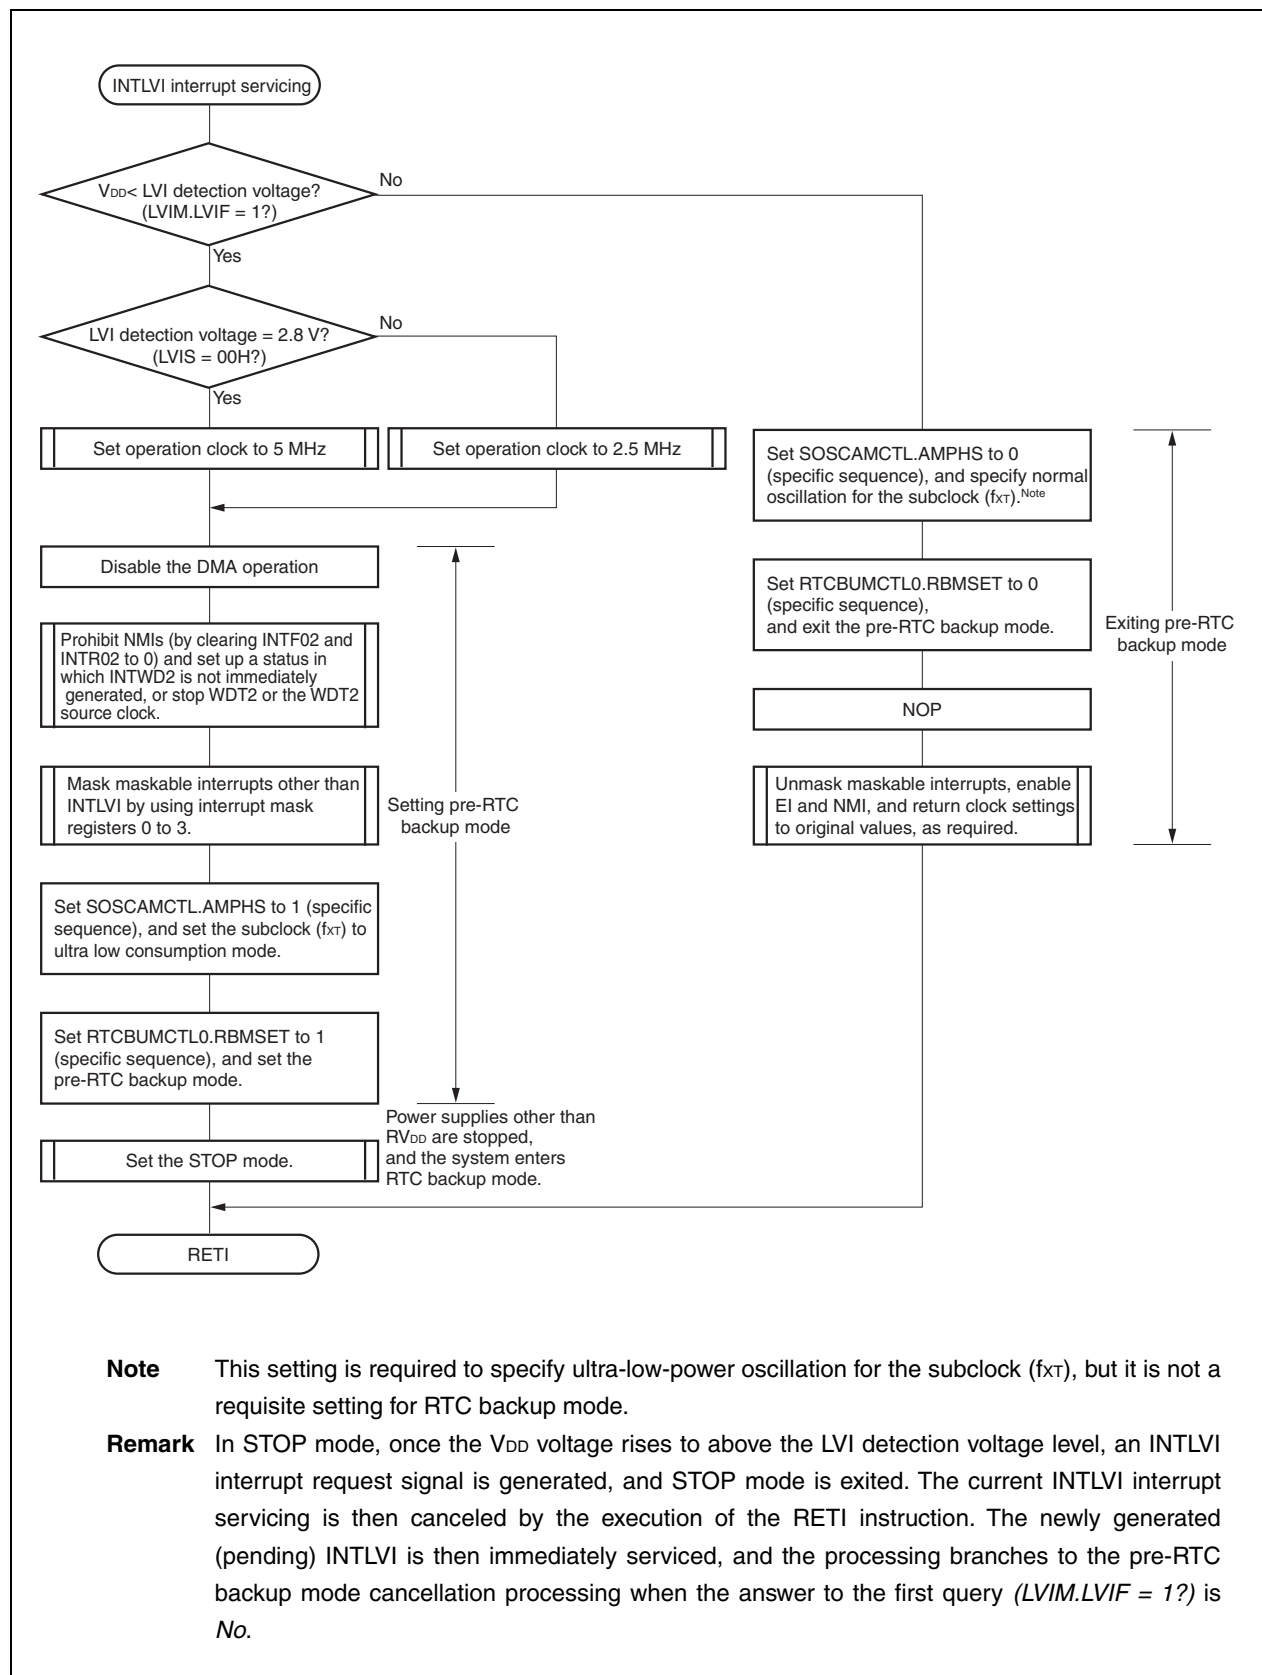 INTLVI interrupt servicing
VDD< LVI detection voltage?
(LVIM.LVIF = 1?)
No
Yes
LVI detection voltage = 2.8 V?
(LVIS = 00H?)
No
Yes
Set operation clock to 5 MHz
Set operation clock to 2.5 MHz
Disable the DMA operation
Prohibit NMIs (by clearing INTF02 and
INTR02 to 0) and set up a status in
which INTWD2 is not immediately
generated, or stop WDT2 or the WDT2
source clock.
Mask maskable interrupts other than
INTLVI by using interrupt mask
registers 0 to 3.
Set SOSCAMCTL.AMPHS to 1 (specific
sequence), and set the subclock (fXT) to
ultra low consumption mode.
Set RTCBUMCTL0.RBMSET to 1
(specific sequence), and set the
pre-RTC backup mode.
Setting pre-RTC
backup mode
Power supplies other than
RVDD are stopped,
and the system enters
RTC backup mode.
Set the STOP mode.
RETI
Set SOSCAMCTL.AMPHS to 0
(specific sequence), and specify normal
oscillation for the subclock (fXT).Note
Set RTCBUMCTL0.RBMSET to 0
(specific sequence),
and exit the pre-RTC backup mode.
NOP
Unmask maskable interrupts, enable
EI and NMI, and return clock settings
to original values, as required.
Exiting pre-RTC
backup mode
Note This setting is required to specify ultra-low-power oscillation for the subclock (fXT), but it is not a
requisite setting for RTC backup mode.
Remark In STOP mode, once the VDD voltage rises to above the LVI detection voltage level, an INTLVI
interrupt request signal is generated, and STOP mode is exited. The current INTLVI interrupt
servicing is then canceled by the execution of the RETI instruction. The newly generated
(pending) INTLVI is then immediately serviced, and the processing branches to the pre-RTC
backup mode cancellation processing when the answer to the first query (LVIM.LVIF = 1?) is
No.